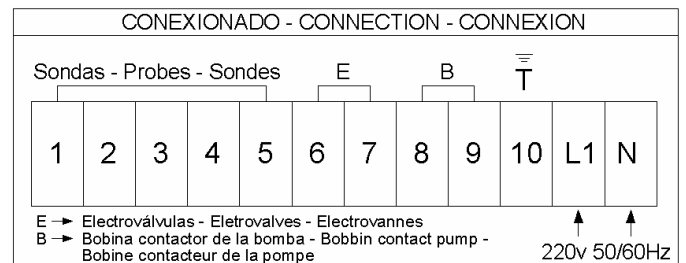 CONEXIONADO - CONNECTION - CONNEXION
Sondas - Probes - Sondes E B T
1 2 3 4 5 6 7 8 9 10 L1 N
E → Electroválvulas - Eletrovalves - Electrovannes
B → Bobina contactor de la bomba - Bobbin contact pump -
Bobine contacteur de la pompe
220v 50/60Hz